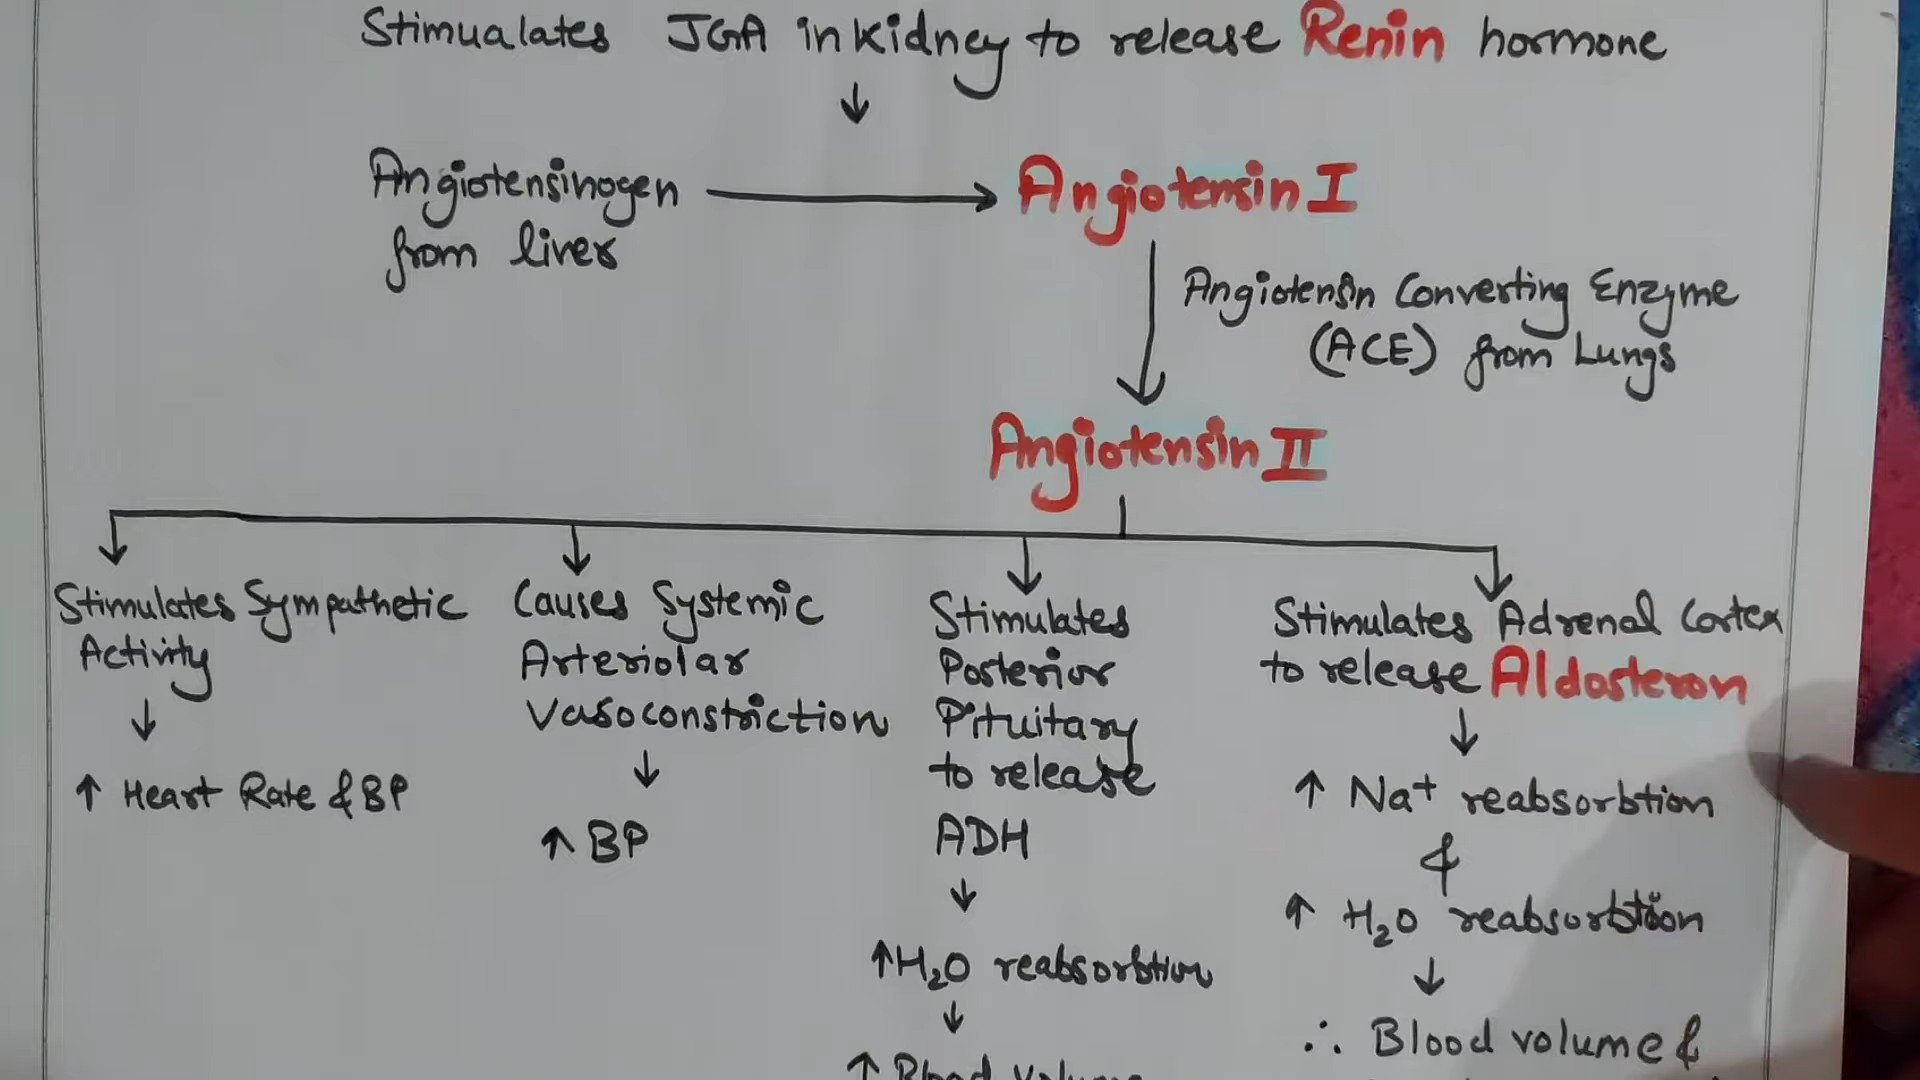 Stimualates JGA in kidney to release Renin hormone
↓
Angiotensinogen → Angiotensin I
from liver
Angiotensin Converting Enzyme
(ACE) from Lungs
Angiotensin II
Stimulates Sympathetic
Activity
↓
↑ Heart Rate & BP
Causes Systemic
Arteriolar
Vasoconstriction
↓
↑ BP
Stimulates
Posterior
Pituitary
to release
ADH
↓
↑ H₂O reabsorbtion
↓
↑ Blood Volume
Stimulates Adrenal Cortex
to release Aldosteron
↓
↑ Na⁺ reabsorbtion
&
↑ H₂O reabsorbtion
↓
∴ Blood volume &